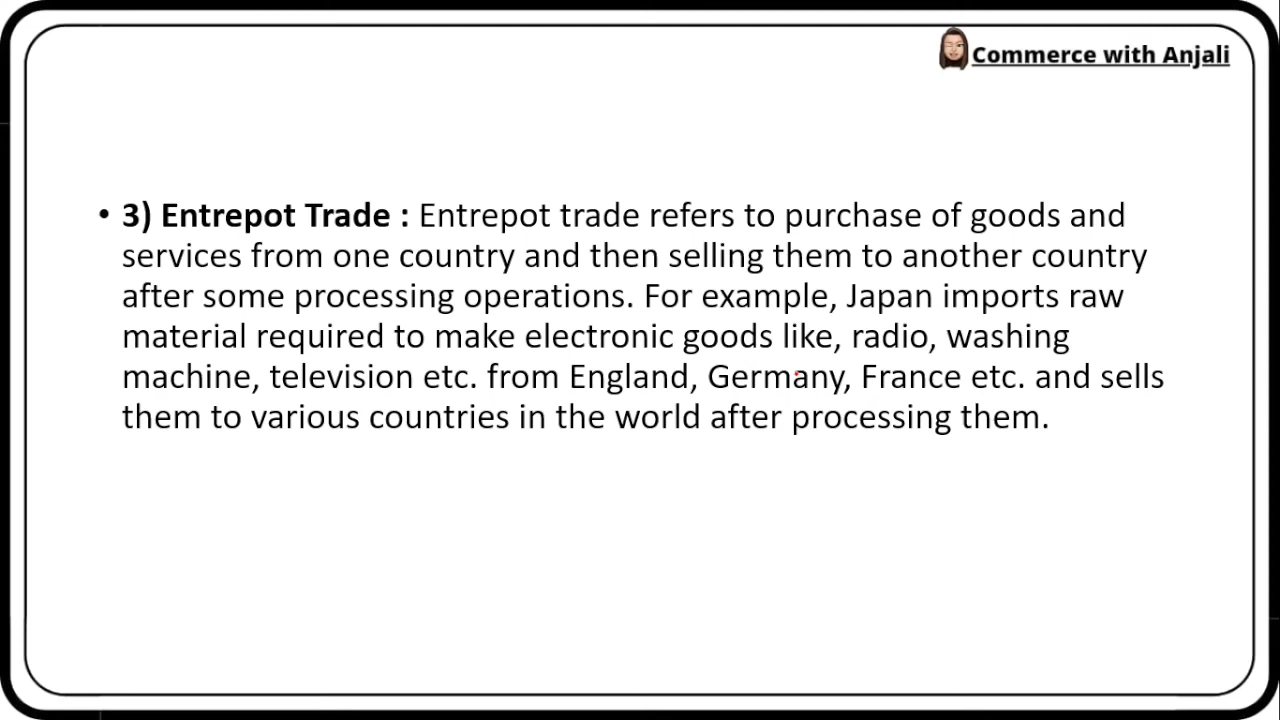 Commerce with Anjali
• 3) Entrepot Trade : Entrepot trade refers to purchase of goods and
services from one country and then selling them to another country
after some processing operations. For example, Japan imports raw
material required to make electronic goods like, radio, washing
machine, television etc. from England, Germany, France etc. and sells
them to various countries in the world after processing them.